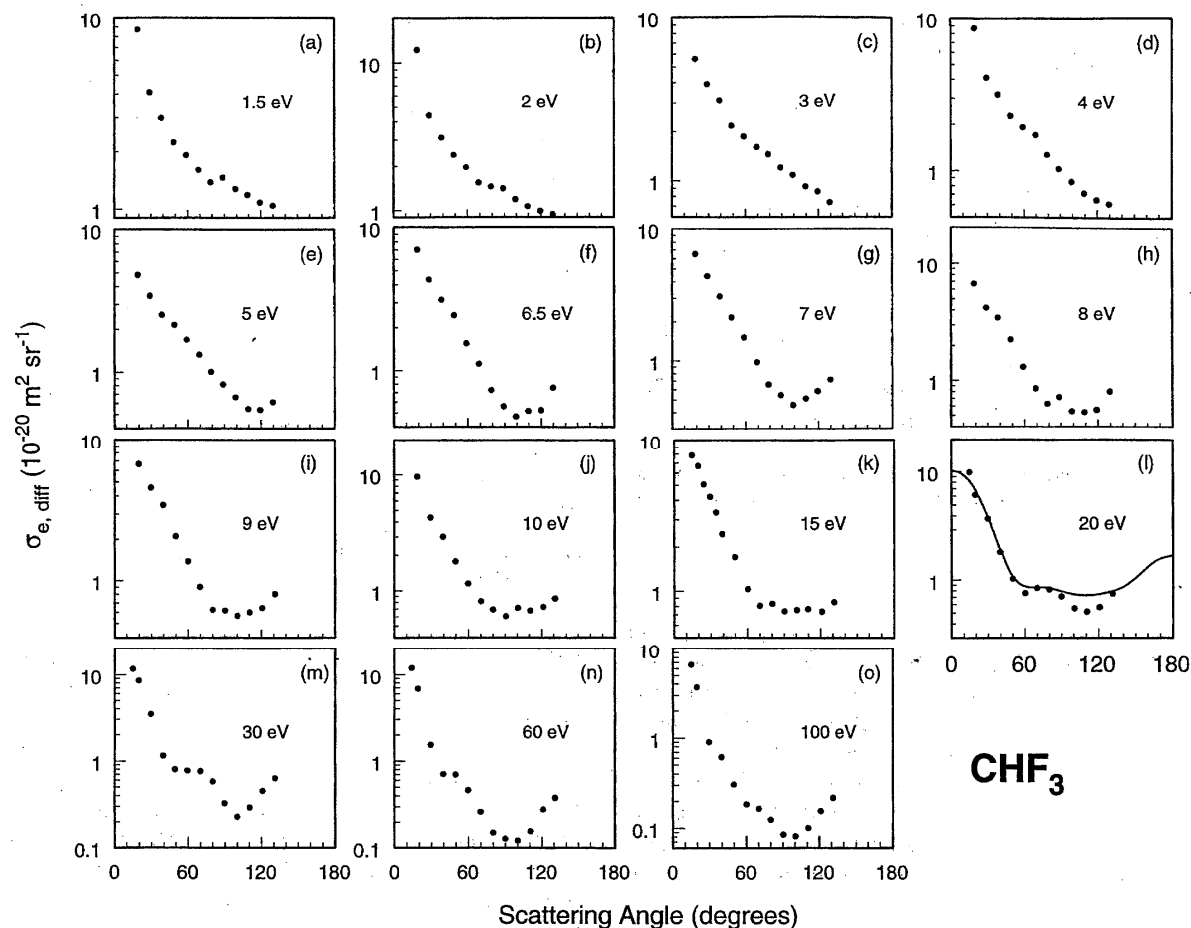 10 (a) 1.5 eV 1
10 (b) 2 eV 1
10 (c) 3 eV 1
(d) 4 eV 1
10 (e) 5 eV 1
10 (f) 6.5 eV 1
10 (g) 7 eV 1
10 (h) 8 eV 1
10 (i) 9 eV 1
10 (j) 10 eV 1
10 (k) 15 eV 1
10 (l) 20 eV 1
0 60 120 180
10 (m) 30 eV 1 0.1
10 (n) 60 eV 1 0.1
10 (o) 100 eV 1 0.1
0 60 120 180
0 60 120 180
0 60 120 180
σe, diff (10-20 m2 sr-1)
Scattering Angle (degrees)
CHF3